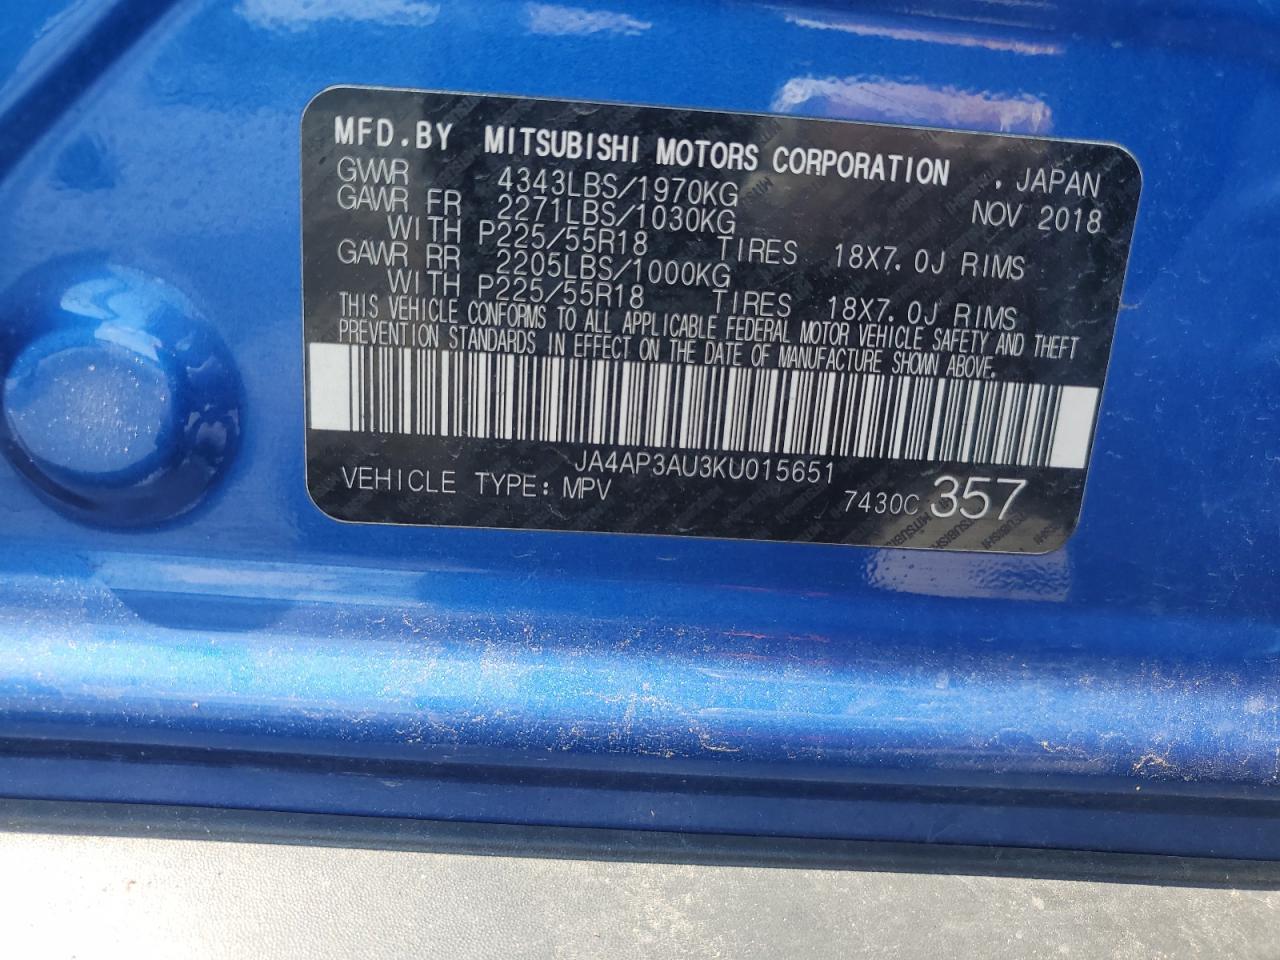 MFD.BY MITSUBISHI MOTORS CORPORATION . JAPAN
GVWR 4343LBS/1970KG NOV 2018
GAWR FR 2271LBS/1030KG
WITH P225/55R18 TIRES 18X7.0J RIMS
GAWR RR 2205LBS/1000KG
WITH P225/55R18 TIRES 18X7.0J RIMS
THIS VEHICLE CONFORMS TO ALL APPLICABLE FEDERAL MOTOR VEHICLE SAFETY AND THEFT
PREVENTION STANDARDS IN EFFECT ON THE DATE OF MANUFACTURE SHOWN ABOVE.
JA4AP3AU3KU015651
VEHICLE TYPE: MPV 7430C 357